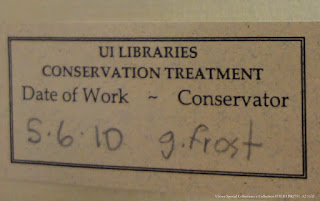 UI LIBRARIES
CONSERVATION TREATMENT
Date of Work ~ Conservator
5.6.10 g.frost